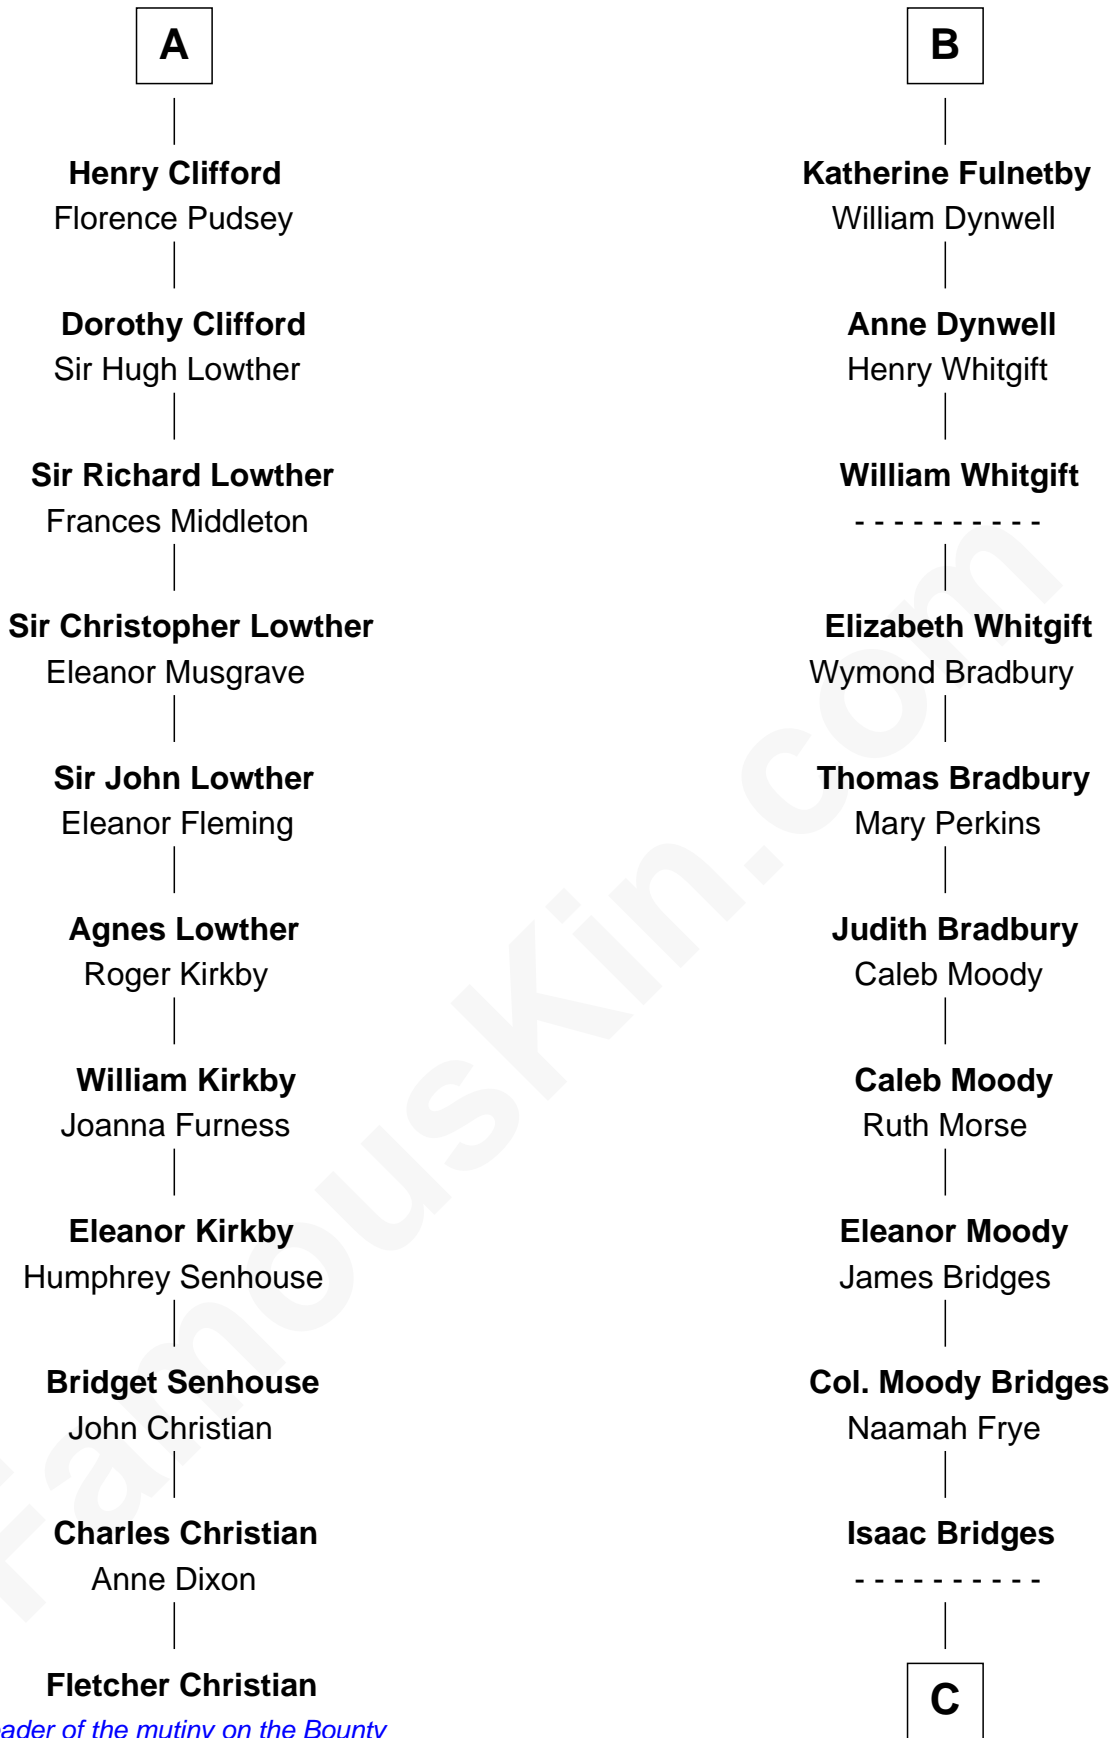 A
Henry Clifford
Florence Pudsey
Dorothy Clifford
Sir Hugh Lowther
Sir Richard Lowther
Frances Middleton
Sir Christopher Lowther
Eleanor Musgrave
Sir John Lowther
Eleanor Fleming
Agnes Lowther
Roger Kirkby
William Kirkby
Joanna Furness
Eleanor Kirkby
Humphrey Senhouse
Bridget Senhouse
John Christian
Charles Christian
Anne Dixon
Fletcher Christian
of the mutiny on the Bounty
B
Katherine Fulnetby
William Dynwell
Anne Dynwell
Henry Whitgift
William Whitgift
- - - - - - - - - -
Elizabeth Whitgift
Wymond Bradbury
Thomas Bradbury
Mary Perkins
Judith Bradbury
Caleb Moody
Caleb Moody
Ruth Morse
Eleanor Moody
James Bridges
Col. Moody Bridges
Naamah Frye
Isaac Bridges
- - - - - - - - - -
C
FamousKin.com